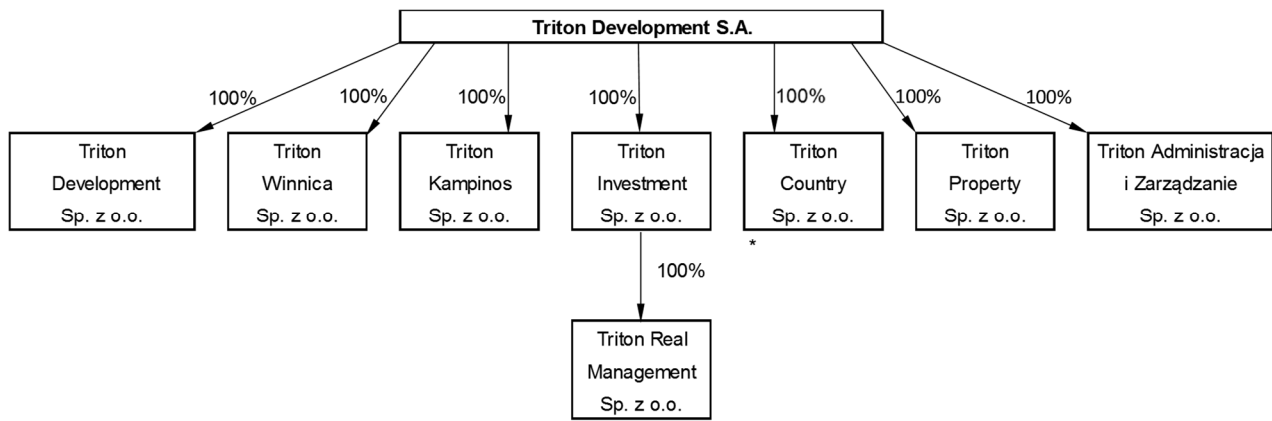 Triton Development S.A.
100%
100%
100%
100%
100%
100%
100%
Triton
Development
Sp. z o.o.
Triton
Winnica
Sp. z o.o.
Triton
Kampinos
Sp. z o.o.
Triton
Investment
Sp. z o.o.
Triton
Country
Sp. z o.o.
*
Triton
Property
Sp. z o.o.
Triton Administracja
i Zarządzanie
Sp. z o.o.
100%
Triton Real
Management
Sp. z o.o.